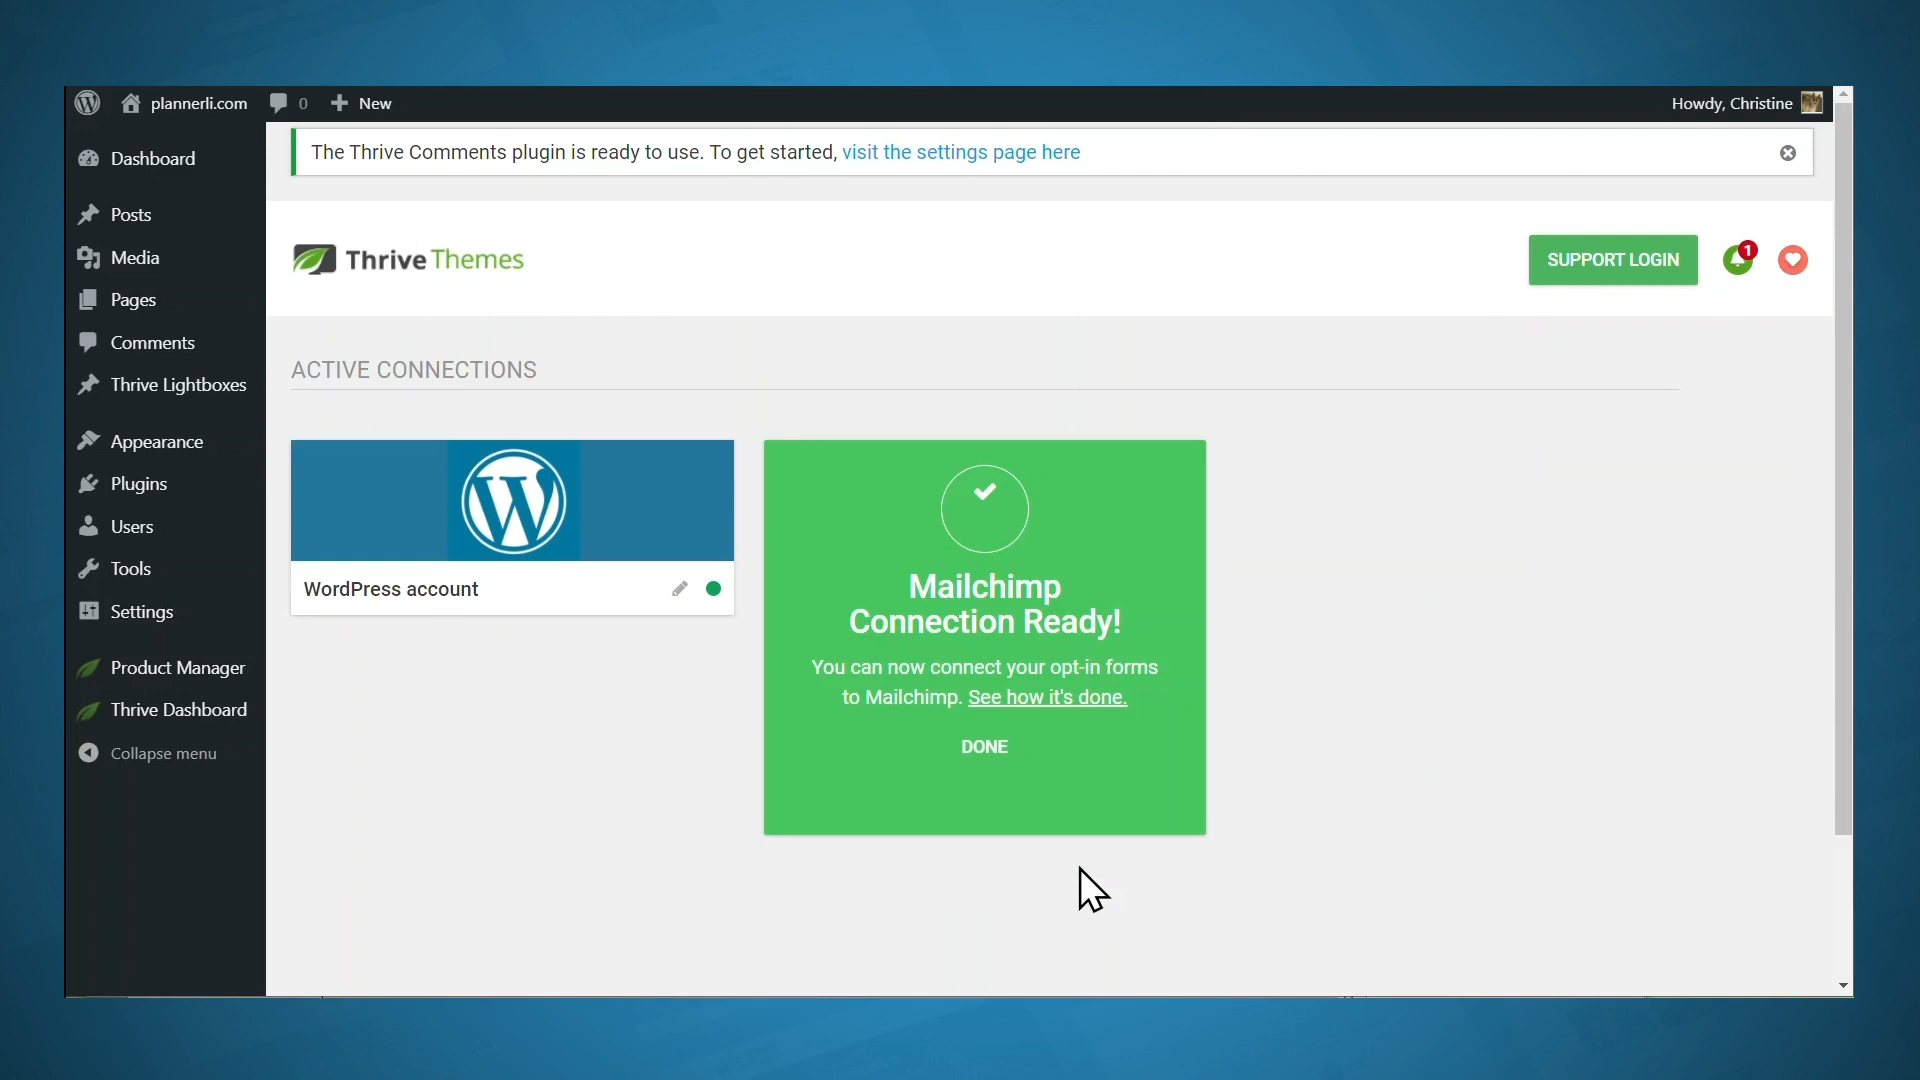 plannerli.com 0 New Howdy, Christine
Dashboard
Posts
Media
Pages
Comments
Thrive Lightboxes
Appearance
Plugins
Users
Tools
Settings
Product Manager
Thrive Dashboard
Collapse menu
The Thrive Comments plugin is ready to use. To get started, visit the settings page here
Thrive Themes
SUPPORT LOGIN
1
ACTIVE CONNECTIONS
WordPress account
Mailchimp
Connection Ready!
You can now connect your opt-in forms
to Mailchimp. See how it's done.
DONE